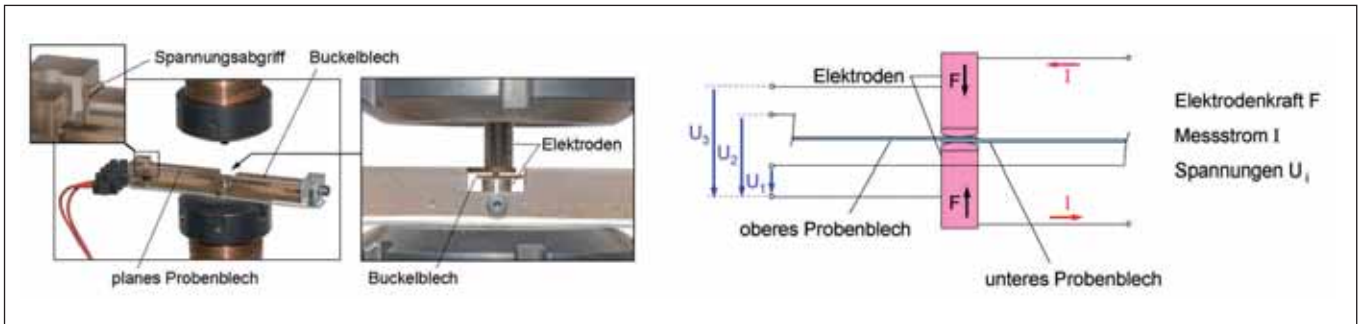 Spannungsabgriff
Buckelblech
Elektroden
planes Probenblech
Buckelblech
Elektroden
F
I
U₃
U₂
U₁
F
I
oberes Probenblech
unteres Probenblech
Elektrodenkraft F
Messstrom I
Spannungen Uᵢ